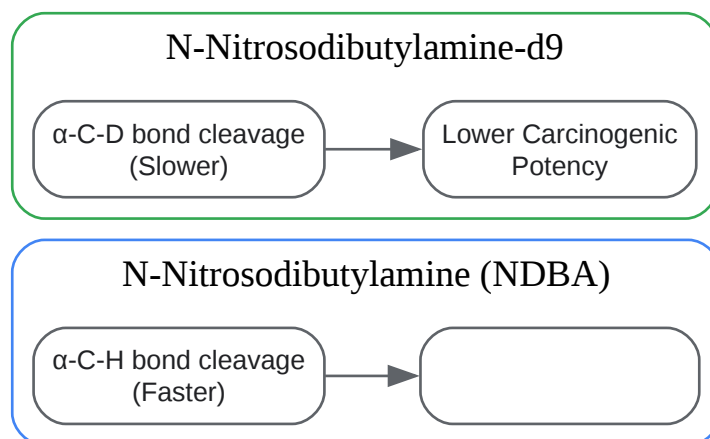 N-Nitrosodibutylamine-d9
α-C-D bond cleavage
(Slower)
Lower Carcinogenic
Potency
N-Nitrosodibutylamine (NDBA)
α-C-H bond cleavage
(Faster)